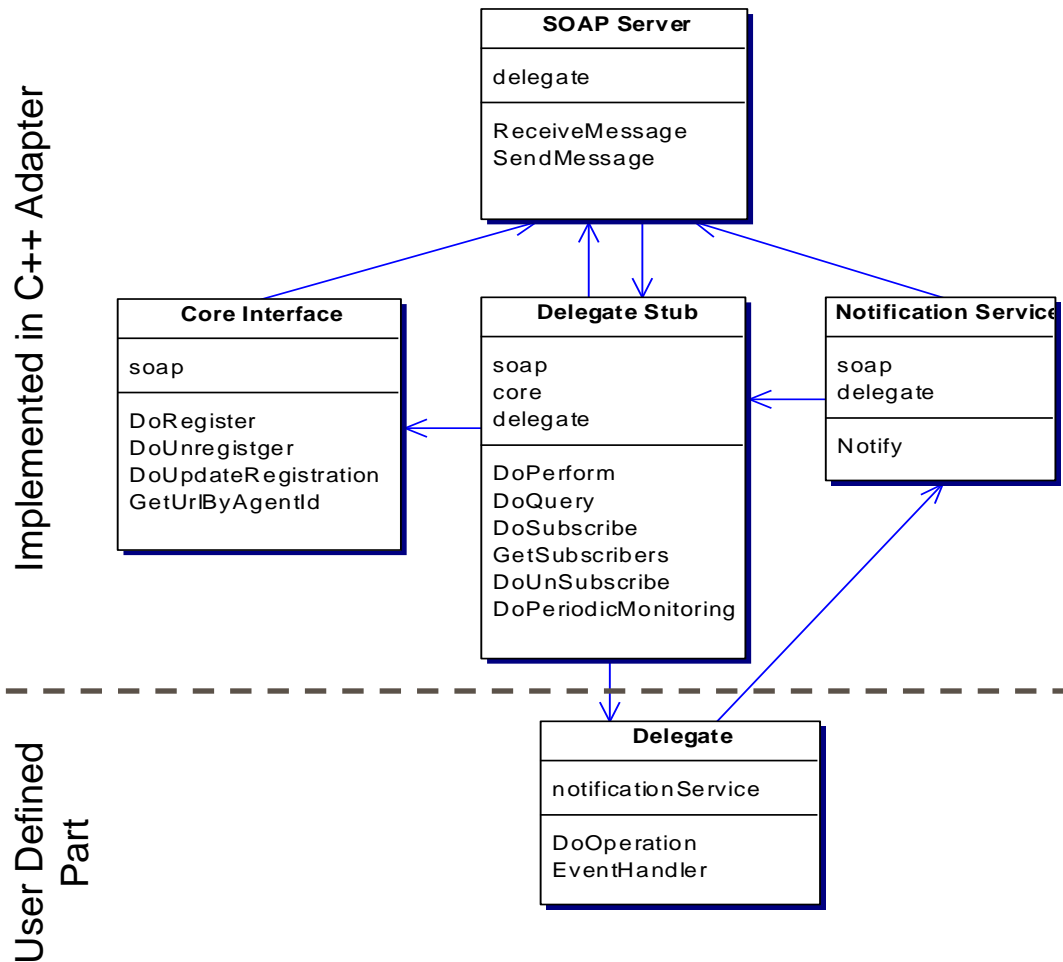 Implemented in C++ Adapter
SOAP Server
delegate
ReceiveMessage
SendMessage
Core Interface
soap
DoRegister
DoUnregistger
DoUpdateRegistration
GetUrlByAgentId
Delegate Stub
soap
core
delegate
DoPerform
DoQuery
DoSubscribe
GetSubscribers
DoUnSubscribe
DoPeriodicMonitoring
Notification Service
soap
delegate
Notify
User Defined
Part
Delegate
notificationService
DoOperation
EventHandler